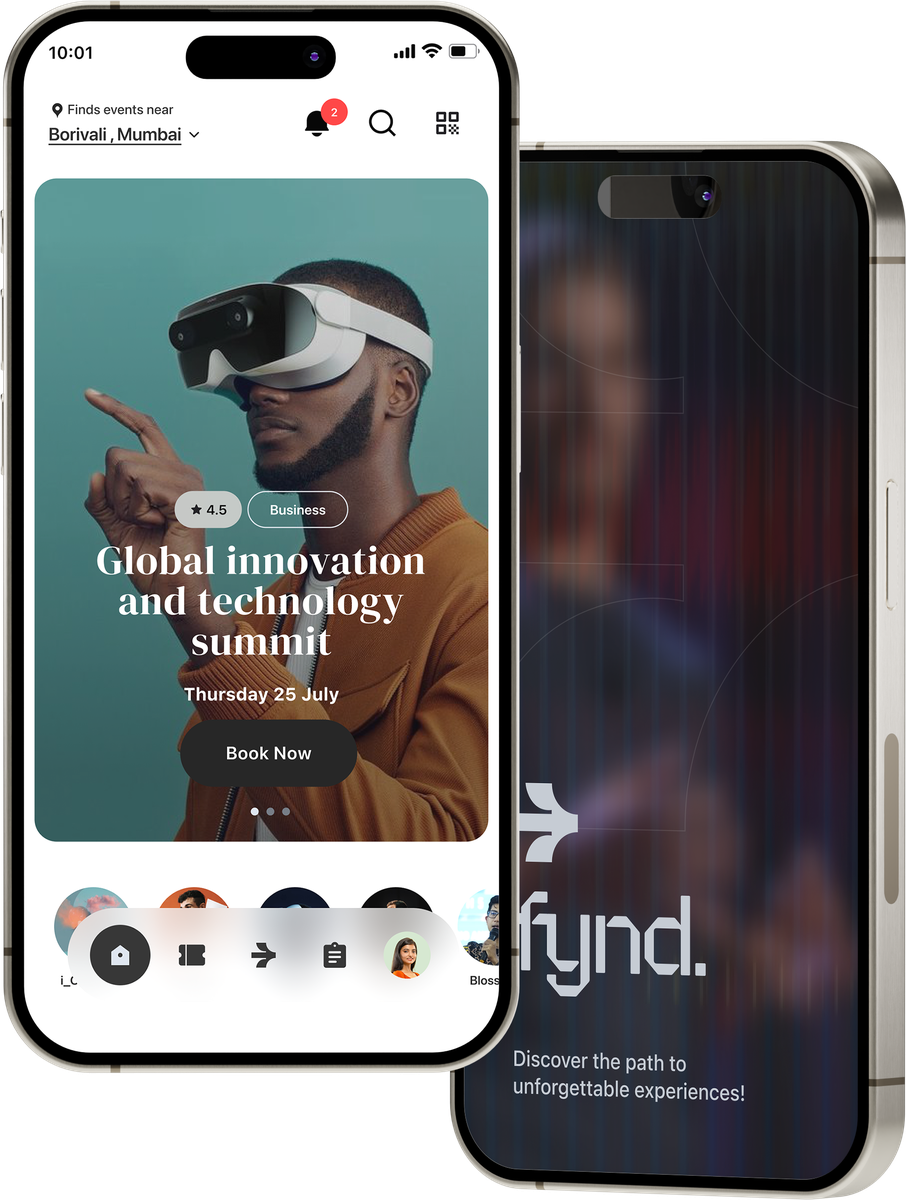 10:01
Finds events near
2
Borivali , Mumbai
4.5
Business
Global innovation
and technology
summit
Thursday 25 July
Book Now
i_C
Bloss
fynd.
Discover the path to
unforgettable experiences!